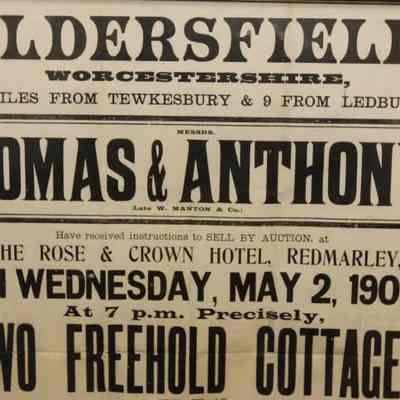 LDERSFIEL
WORCESTERSHIRE,
ILES FROM TEWKESBURY & 9 FROM LEDBU
MESSRS.
OMAS & ANTHON
(Late W. MANTON & Co.)
Have received instructions to SELL BY AUCTION, at
HE ROSE & CROWN HOTEL, REDMARLEY,
WEDNESDAY, MAY 2, 190
At 7 p.m. Precisely,
WO FREEHOLD COTTAGE